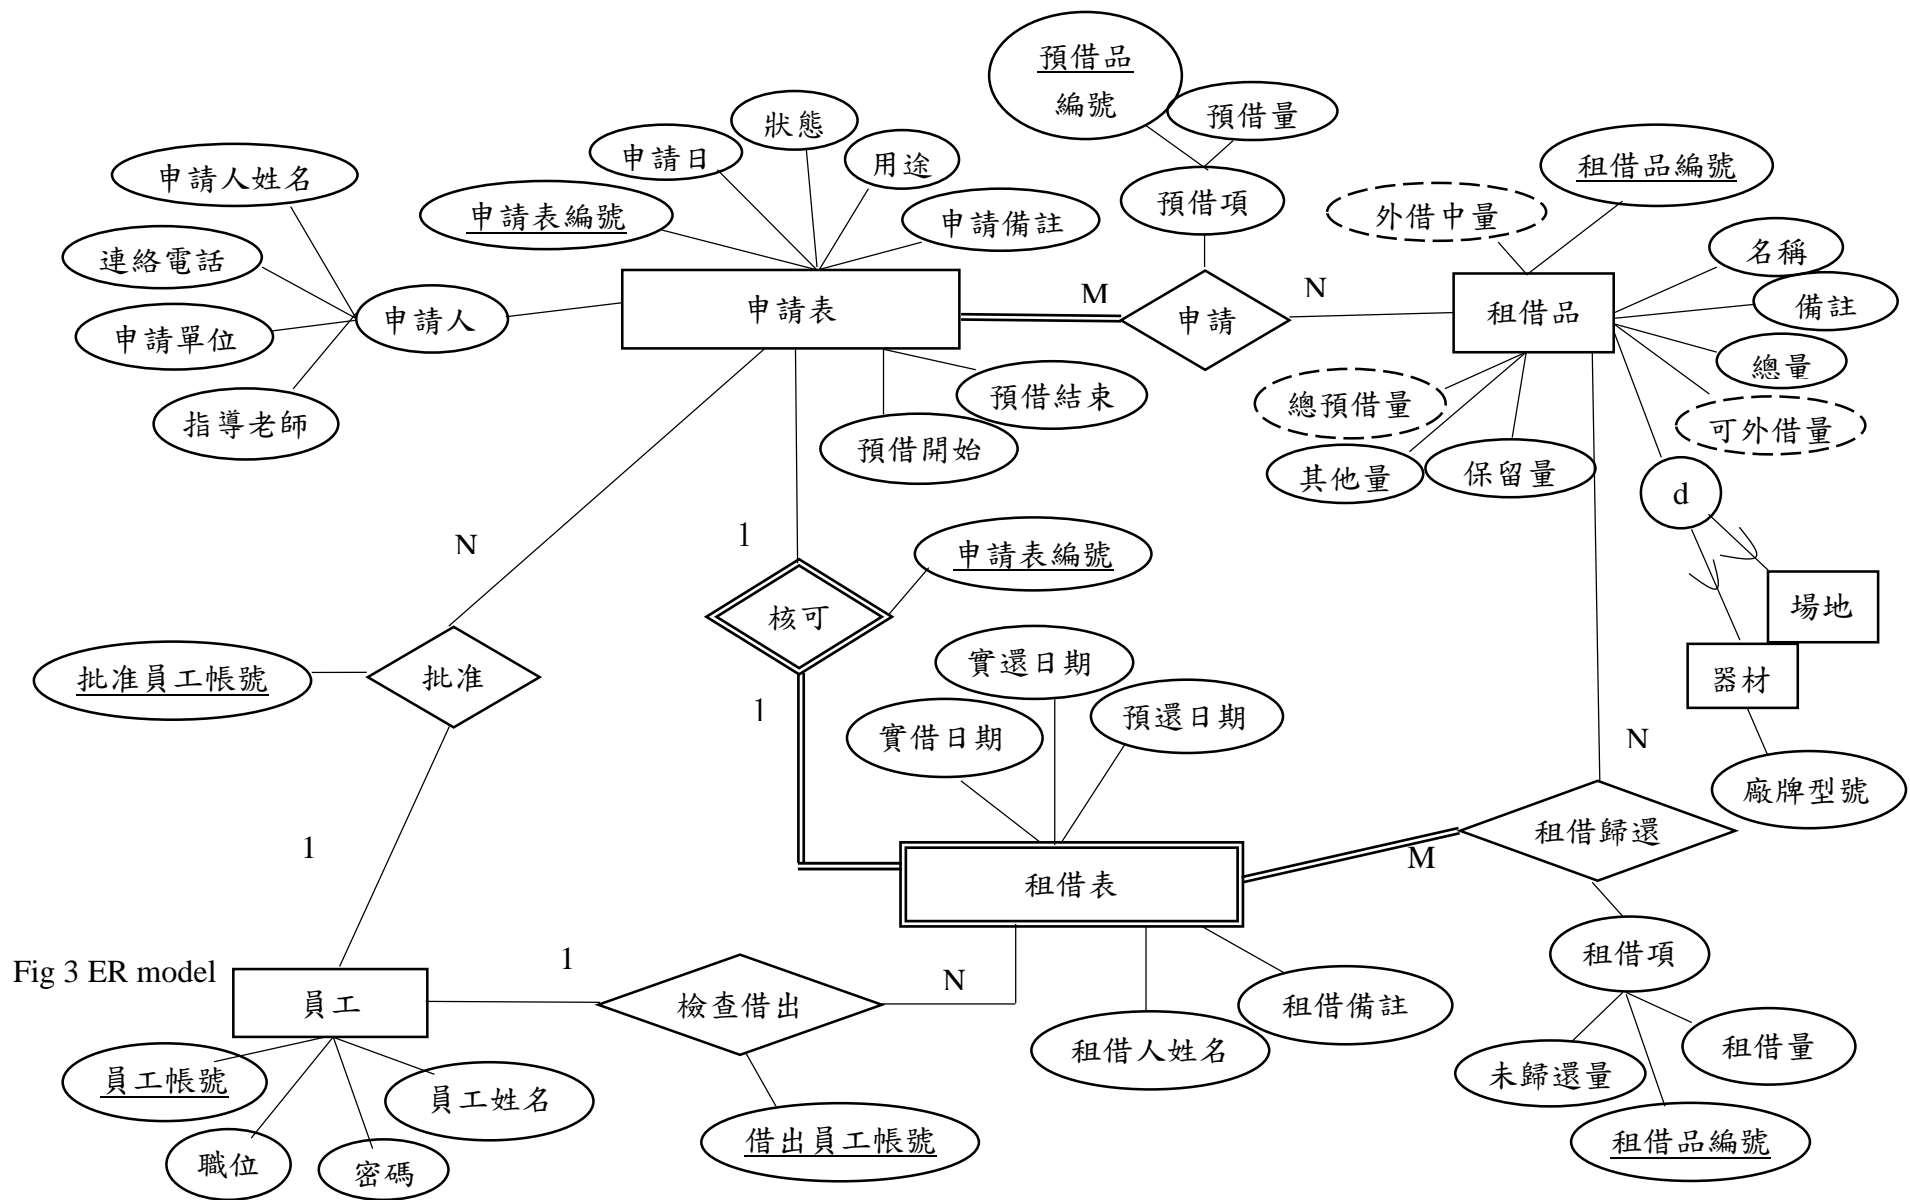 預借品
編號
預借量
狀態
申請日
用途
租借品編號
申請人姓名
預借項
外借中量
申請表編號
申請備註
名稱
連絡電話
備註
M
N
申請人
申請表
申請
租借品
申請單位
總量
預借結束
總預借量
指導老師
可外借量
預借開始
其他量
保留量
d
N
1
申請表編號
核可
場地
實還日期
批准員工帳號
批准
器材
1
預還日期
實借日期
N
廠牌型號
1
租借歸還
M
租借表
租借項
1
N
Fig 3 ER model
員工
檢查借出
租借備註
租借人姓名
租借量
未歸還量
員工帳號
員工姓名
借出員工帳號
租借品編號
職位
密碼